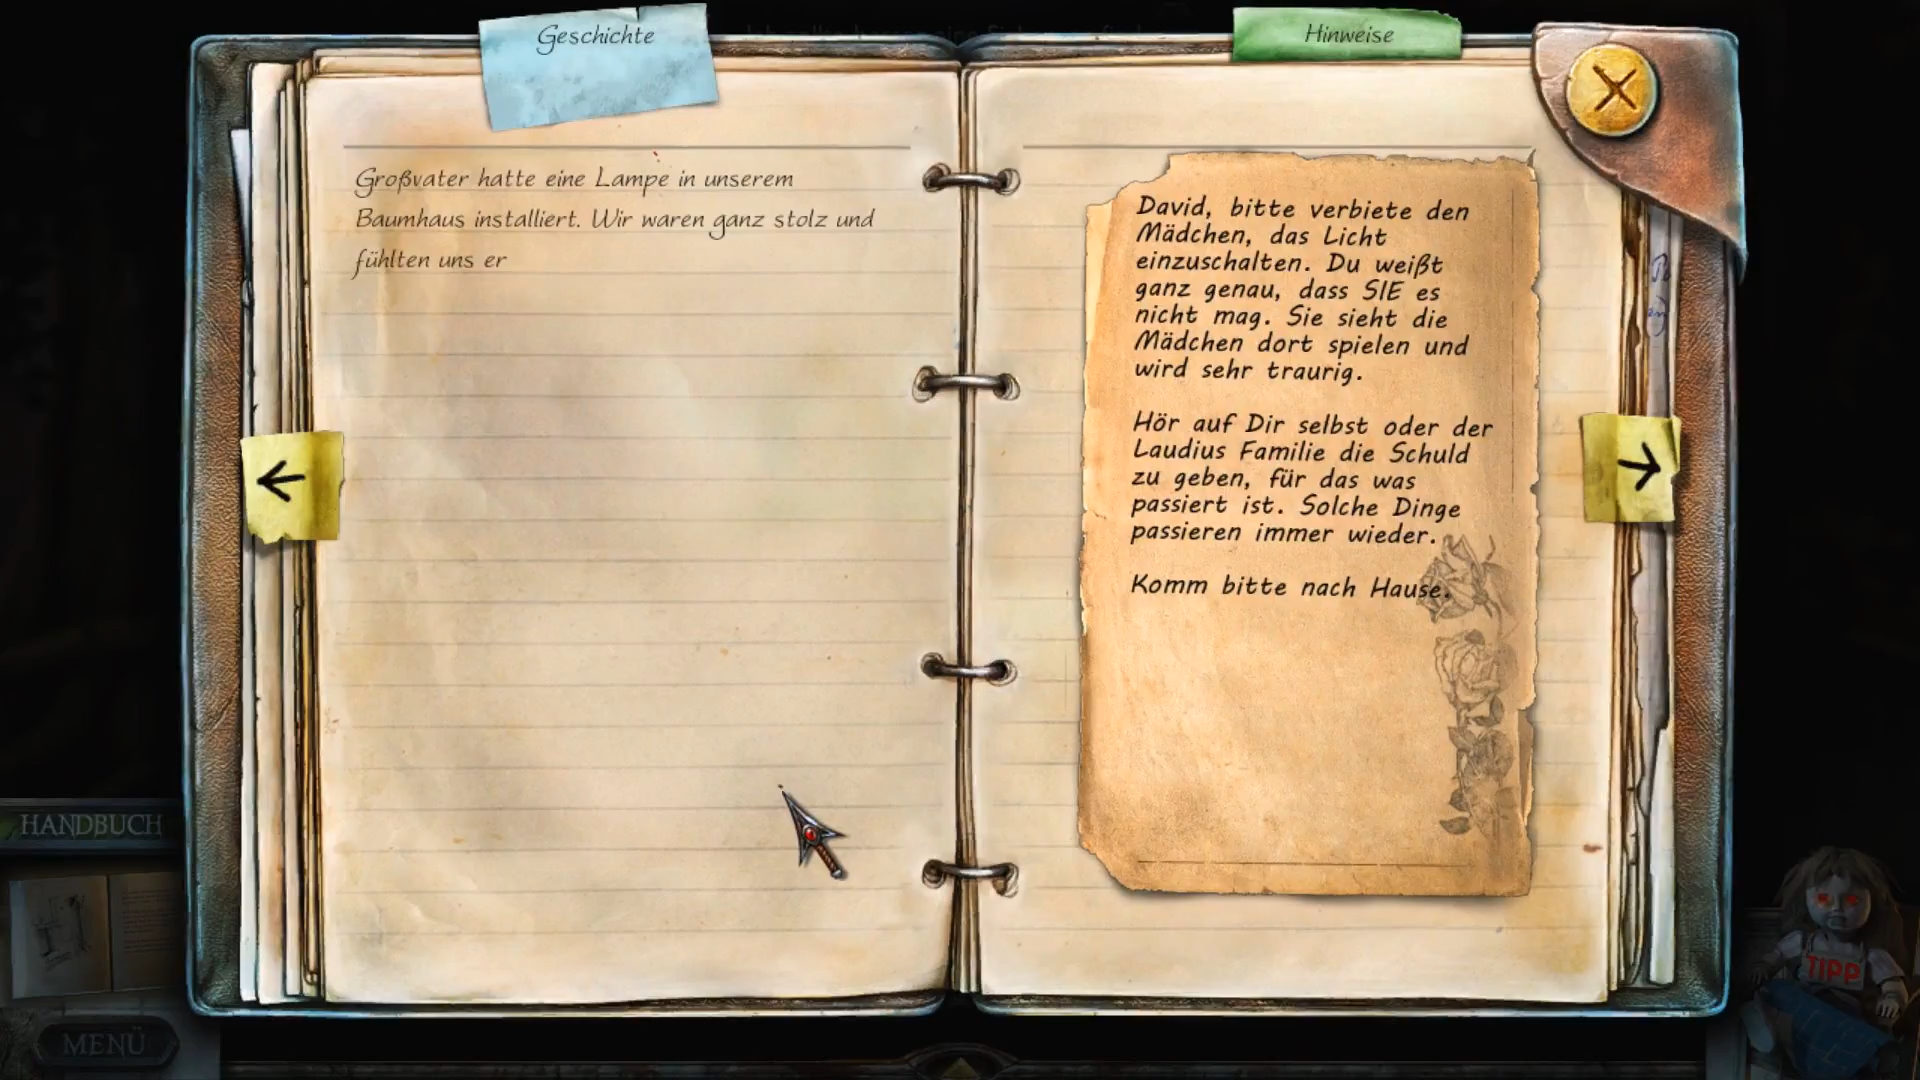 Geschichte
Hinweise
Großvater hatte eine Lampe in unserem
Baumhaus installiert. Wir waren ganz stolz und
fühlten uns er
David, bitte verbiete den
Mädchen, das Licht
einzuschalten. Du weißt
ganz genau, dass SIE es
nicht mag. Sie sieht die
Mädchen dort spielen und
wird sehr traurig.
Hör auf Dir selbst oder der
Laudius Familie die Schuld
zu geben, für das was
passiert ist. Solche Dinge
passieren immer wieder.
Komm bitte nach Hause.
HANDBUCH
MENÜ
TIPP